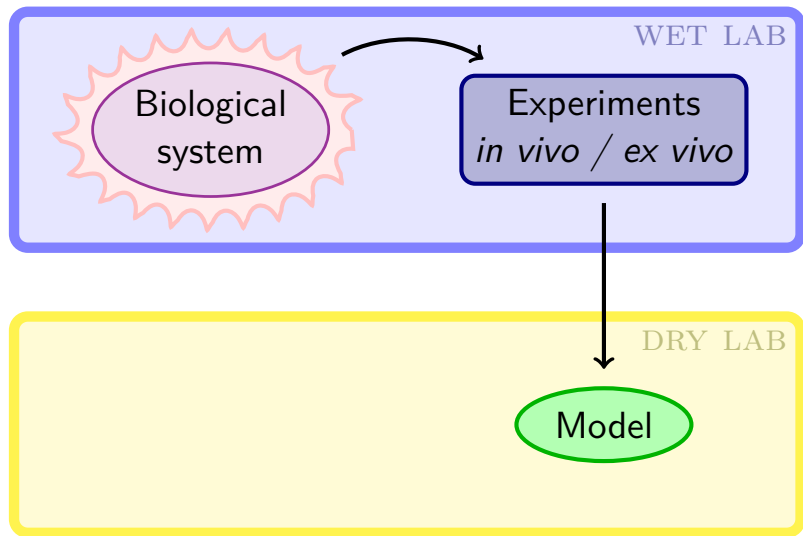 WET LAB
Biological
system
Experiments
in vivo / ex vivo
DRY LAB
Model